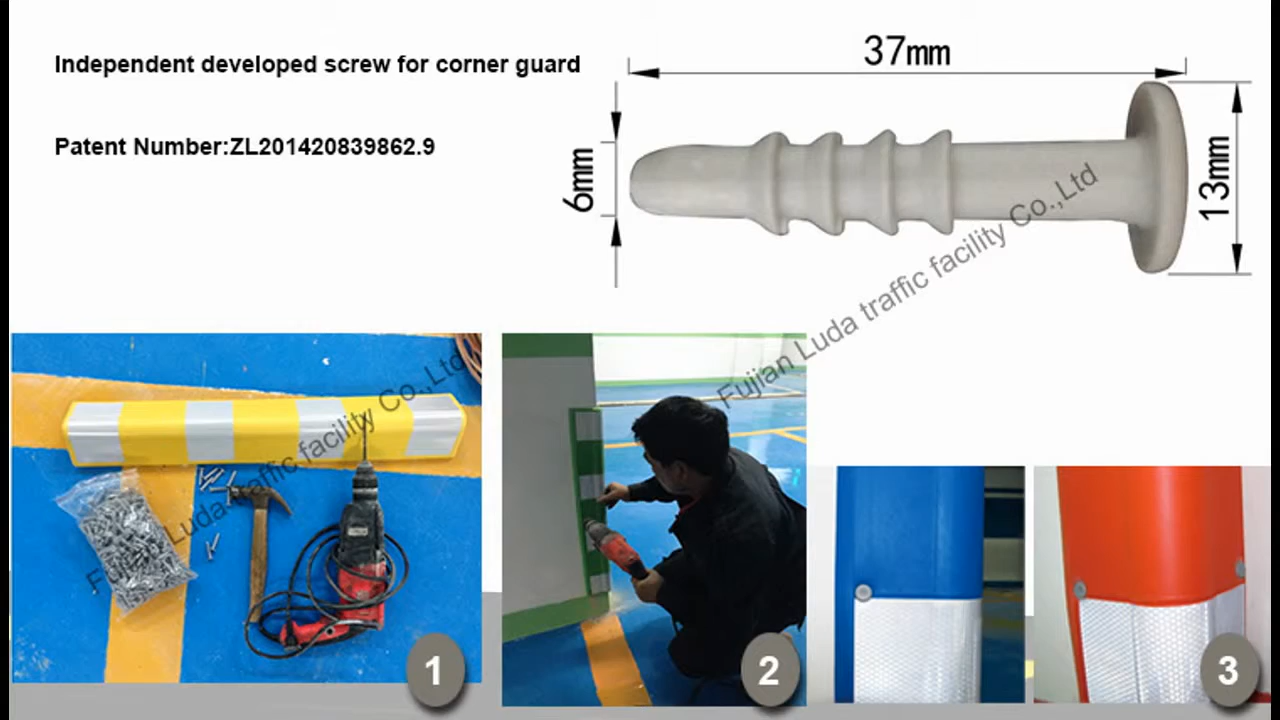 Independent developed screw for corner guard
Patent Number:ZL201420839862.9
37mm
6mm
13mm
Fujian Luda traffic facility Co.,Ltd
Fujian Luda traffic facility Co.,Ltd
1
2
3